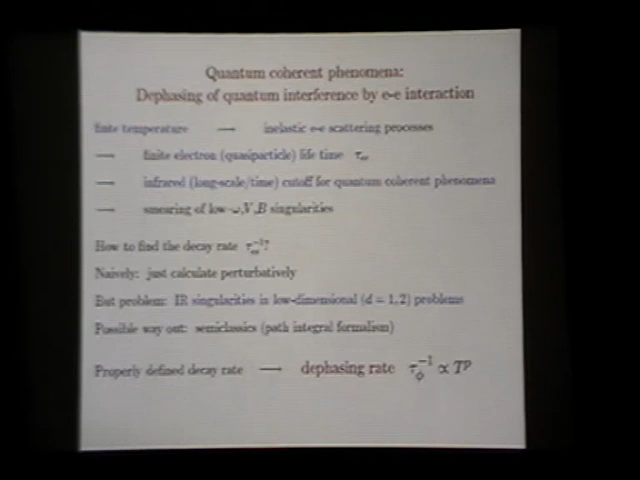 Quantum coherent phenomena:
Dephasing of quantum interference by e-e interaction
finite temperature → inelastic e-e scattering processes
→ finite electron (quasiparticle) life time τ_ee
→ infrared (long-scale/time) cutoff for quantum coherent phenomena
→ smearing of low-ω,V,B singularities
How to find the decay rate τ_ee^{-1}?
Naively: just calculate perturbatively
But problem: IR singularities in low-dimensional (d = 1, 2) problems
Possible way out: semiclassics (path integral formalism)
Properly defined decay rate → dephasing rate τ_ϕ^{-1} ∝ T^p